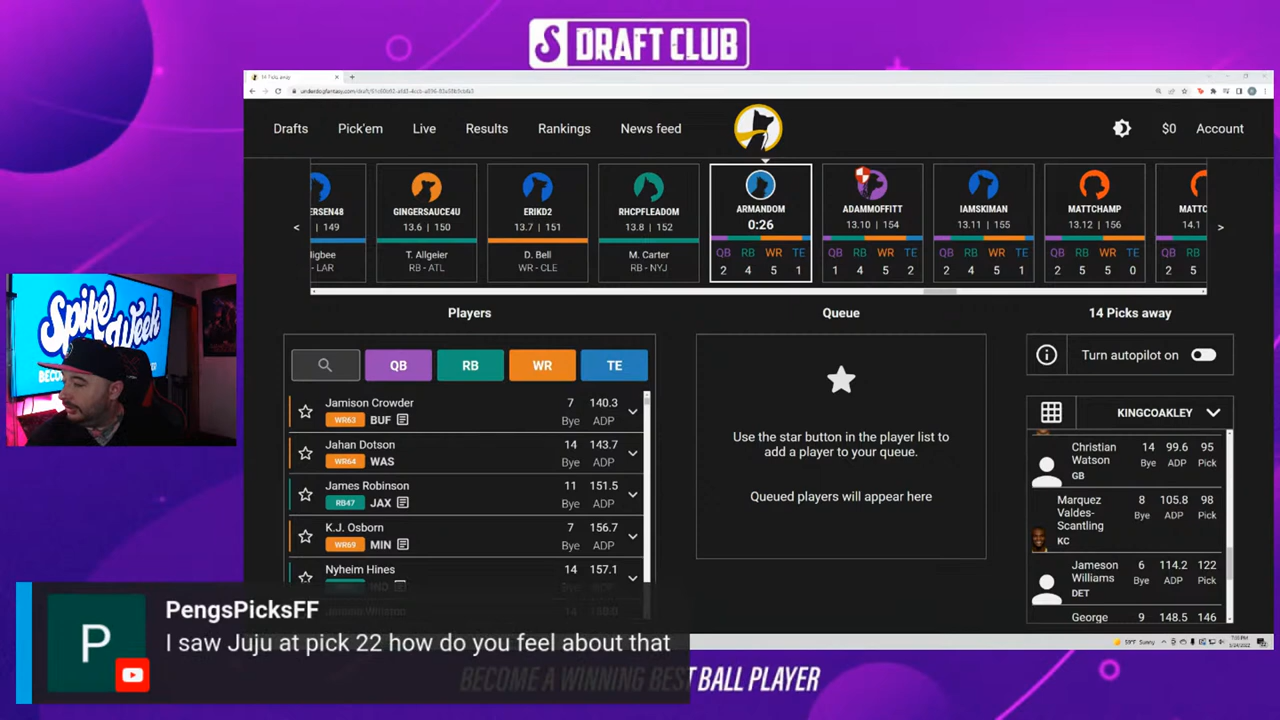 DRAFT CLUB
14 Picks away
Drafts Pick'em Live Results Rankings News feed $0 Account
ERSEN48 GINGERSAUCE4U ERIKD2 RHCPFLEADOM ARMANDOM ADAMMOFFITT IAMSKIMAN MATTCHAMP MATTC
| 149 13.6 | 150 13.7 | 151 13.8 | 152 0:26 13.10 | 154 13.11 | 155 13.12 | 156 14.1
igbee T. Allgeier D. Bell M. Carter QB RB WR TE QB RB WR TE QB RB WR TE QB RB WR TE QB RB
- LAR RB - ATL WR - CLE RB - NYJ 2 4 5 1 1 4 5 2 2 4 5 1 2 5 5 0 2 5
Players Queue 14 Picks away
QB RB WR TE
Turn autopilot on
Jamison Crowder 7 140.3
WR63 BUF Bye ADP
Jahan Dotson 14 143.7
WR64 WAS Bye ADP
James Robinson 11 151.5
RB47 JAX Bye ADP
K.J. Osborn 7 156.7
WR69 MIN Bye ADP
Nyheim Hines 14 157.1
Use the star button in the player list to
add a player to your queue.
Queued players will appear here
KINGCOAKLEY
Christian 14 99.6 95
Watson Bye ADP Pick
GB
Marquez 8 105.8 98
Valdes- Bye ADP Pick
Scantling
KC
Jameson 6 114.2 122
Williams Bye ADP Pick
DET
George 9 148.5 146
Spike Week
P
PengsPicksFF
I saw Juju at pick 22 how do you feel about that
BECOME A WINNING BEST BALL PLAYER